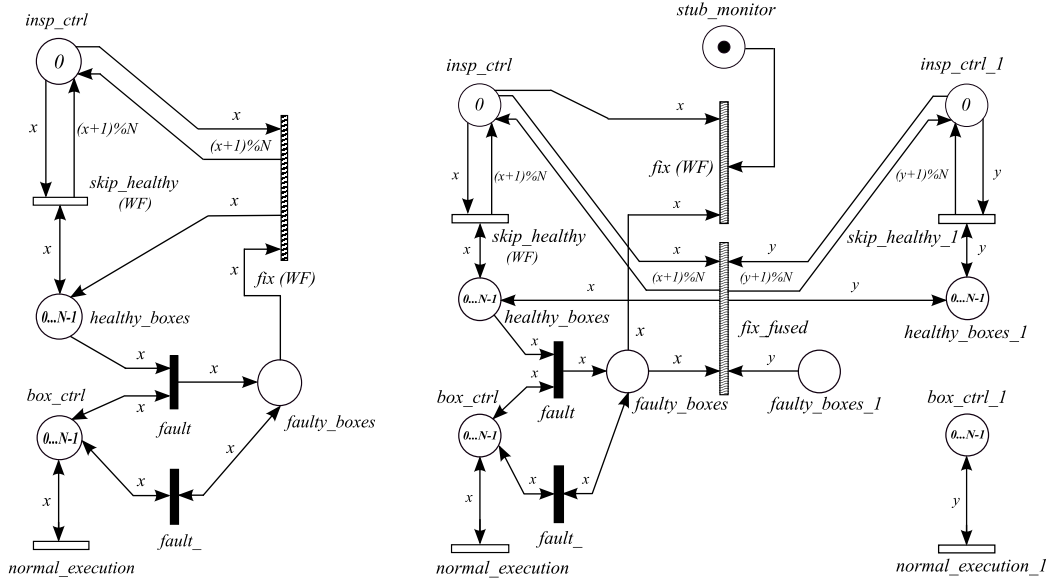 insp_ctrl
0
x
(x+1)%N
x
(x+1)%N
skip_healthy
(WF)
x
x
x
fix (WF)
0...N-1
healthy_boxes
x
x
x
fault
box_ctrl
0...N-1
faulty_boxes
x
x
x
fault_
normal_execution
stub_monitor
insp_ctrl
0
x
(x+1)%N
x
fix (WF)
x
skip_healthy
(WF)
x
x
(x+1)%N
y
(y+1)%N
insp_ctrl_1
0
(y+1)%N
y
skip_healthy_1
y
x
y
0...N-1
healthy_boxes
0...N-1
healthy_boxes_1
fix_fused
x
x
x
x
x
y
fault
faulty_boxes
faulty_boxes_1
box_ctrl
0...N-1
x
x
x
fault_
normal_execution
box_ctrl_1
0...N-1
y
normal_execution_1